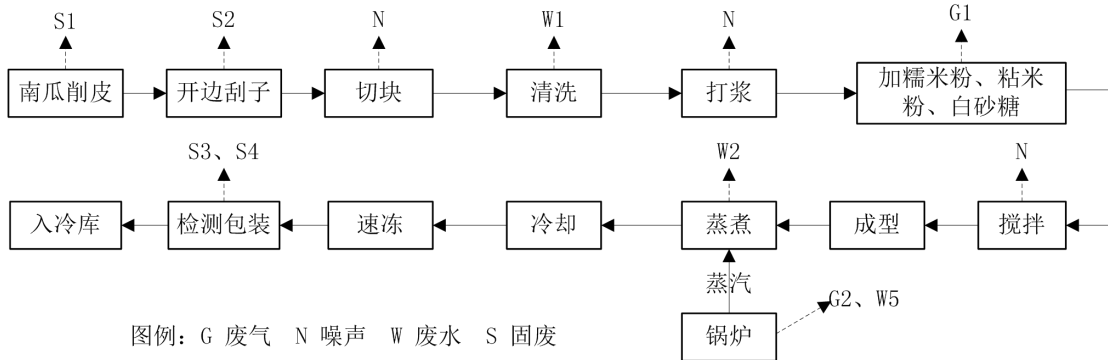 S1
S2
N
W1
N
G1
南瓜削皮
开边刮子
切块
清洗
打浆
加糯米粉、粘米
粉、白砂糖
S3、S4
W2
N
入冷库
检测包装
速冻
冷却
蒸煮
成型
搅拌
蒸汽
G2、W5
锅炉
图例：G 废气 N 噪声 W 废水 S 固废